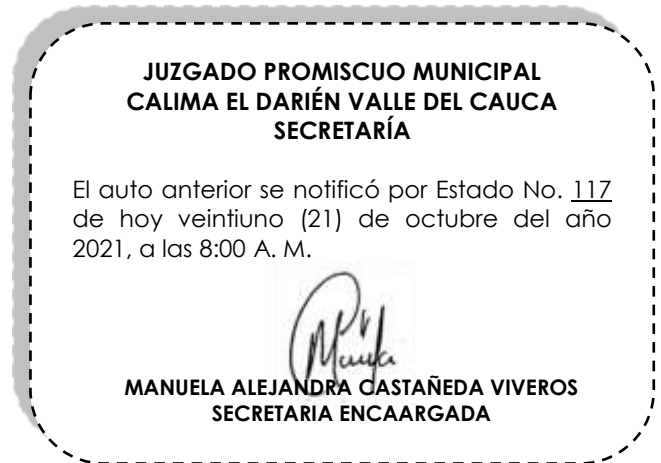 JUZGADO PROMISCUO MUNICIPAL
CALIMA EL DARIÉN VALLE DEL CAUCA
SECRETARÍA
El auto anterior se notificó por Estado No. 117
de hoy veintiuno (21) de octubre del año
2021, a las 8:00 A. M.
Manuela
MANUELA ALEJANDRA CASTAÑEDA VIVEROS
SECRETARIA ENCAARGADA